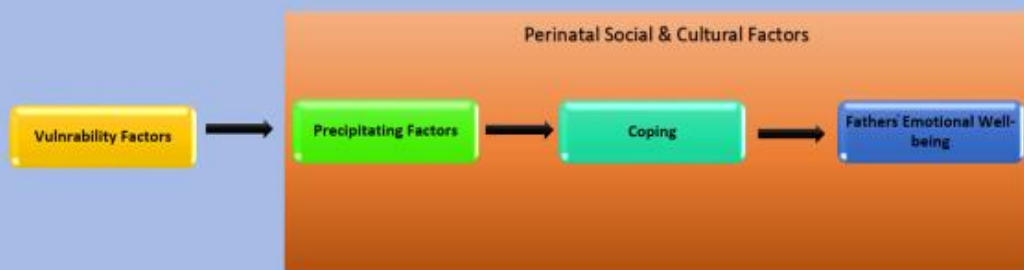 Perinatal Social & Cultural Factors
Vulnrability Factors
Precipitating Factors
Coping
Fathers' Emotional Well-
being